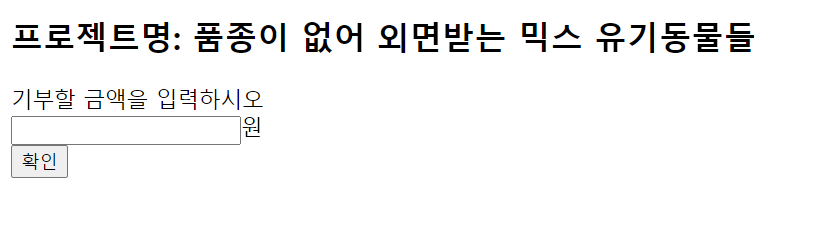 프로젝트명: 품종이 없어 외면받는 믹스 유기동물들
기부할 금액을 입력하시오
원
확인